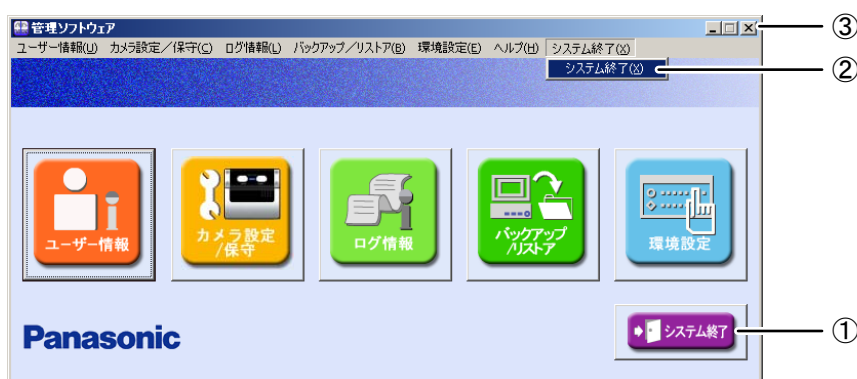 管理ソフトウェア
③
ユーザー情報(U) カメラ設定／保守(C) ログ情報(L) バックアップ／リストア(B) 環境設定(E) ヘルプ(H) システム終了(X)
システム終了(X)
②
ユーザー情報
カメラ設定
/保守
ログ情報
バックアップ
/リストア
環境設定
Panasonic
システム終了
①